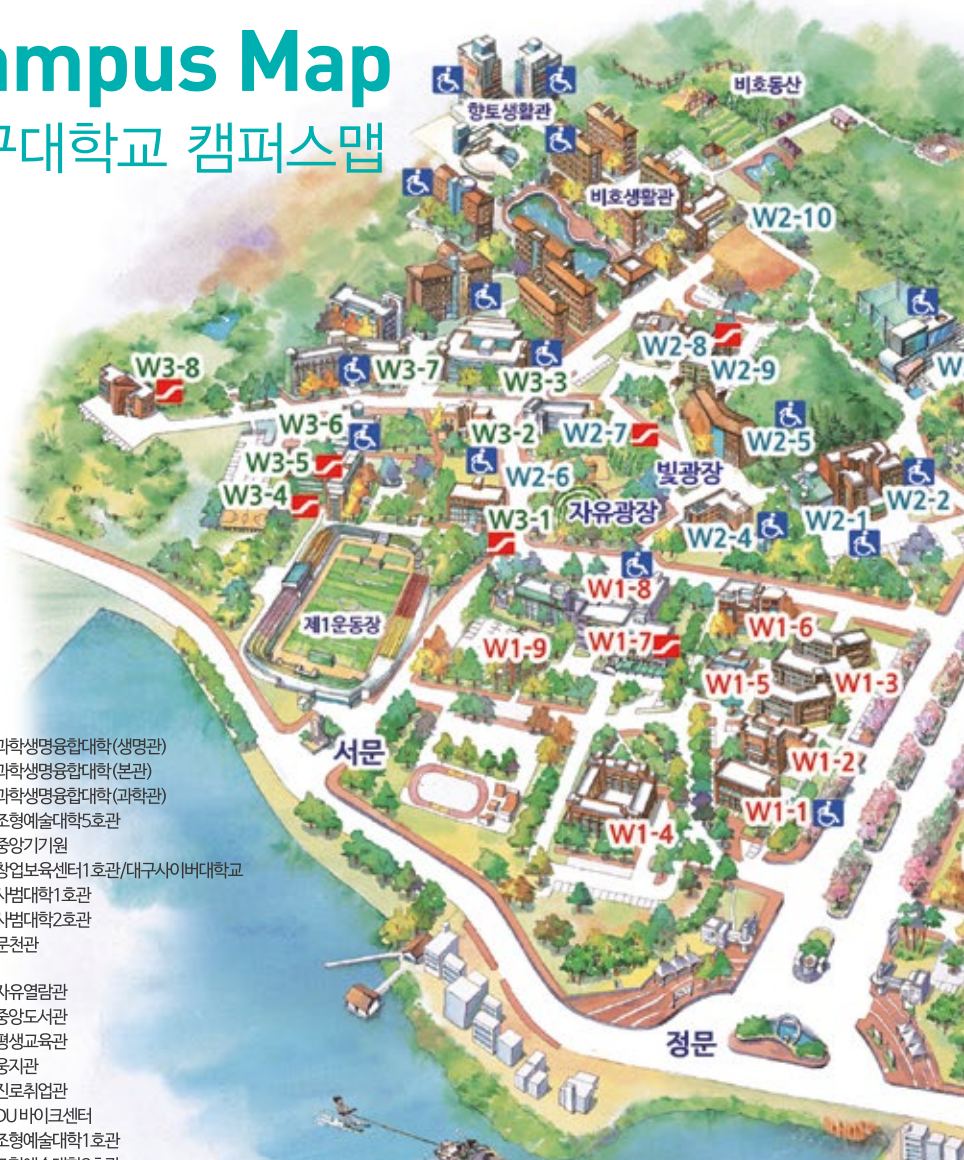 ampus Map
구대학교 캠퍼스맵
향토생활관
비호동산
비호생활관
W2-10
W3-8
W3-7
W3-3
W2-8
W2-9
W3-6
W3-2
W2-7
W2-5
W3-5
W2-6
빛광장
W3-4
W3-1
자유광장
W2-4
W2-1
W2-2
W1-8
제1운동장
W1-9
W1-7
W1-6
W1-5
W1-3
서문
W1-2
W1-1
W1-4
정문
과학생명융합대학(생명관)
과학생명융합대학(본관)
과학생명융합대학(과학관)
조형예술대학5호관
중앙기기원
창업보육센터1호관/대구사이버대학교
사범대학1호관
사범대학2호관
문천관
자유열람관
중앙도서관
평생교육관
웅지관
진로취업관
DU바이크센터
조형예술대학1호관